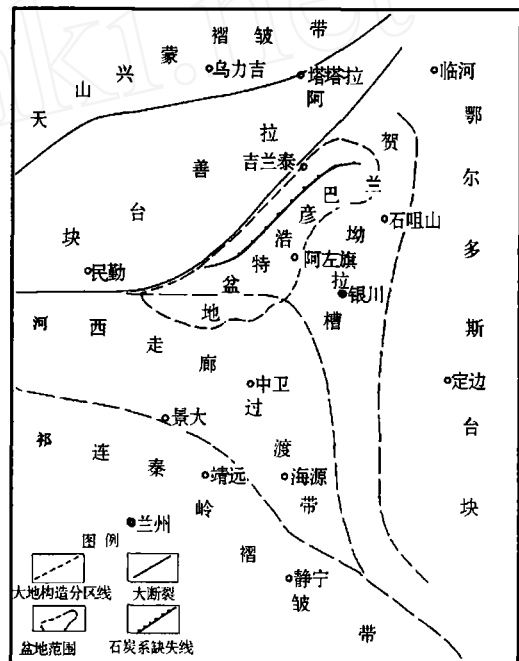 天山兴蒙褶皱带
乌力吉
塔塔拉
临河
阿拉善台块
吉兰泰
贺兰坳拉槽
鄂尔多斯台块
巴彦浩特盆地
石咀山
阿左旗
民勤
银川
河西走廊过渡带
中卫
定边
景大
祁连秦岭褶皱带
靖远
海源
兰州
静宁
图例
大地构造分区线
大断裂
盆地范围
石炭系缺失线